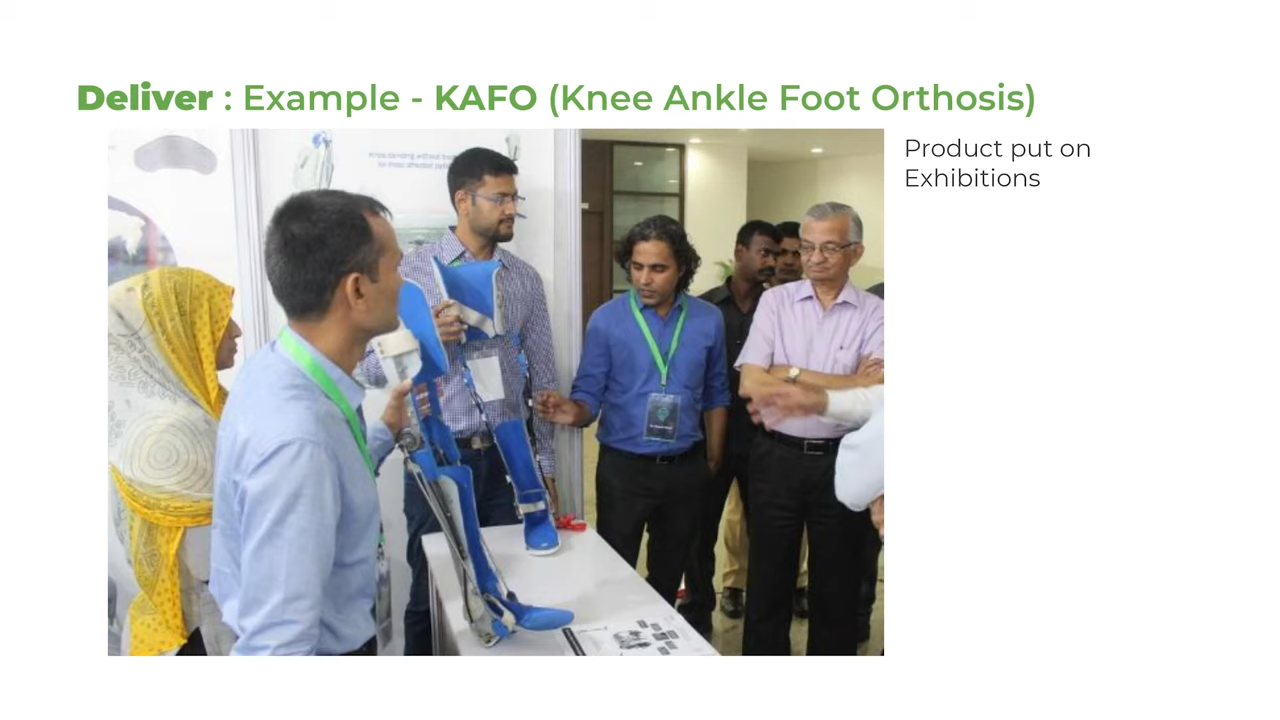 Deliver : Example - KAFO (Knee Ankle Foot Orthosis)
Product put on
Exhibitions